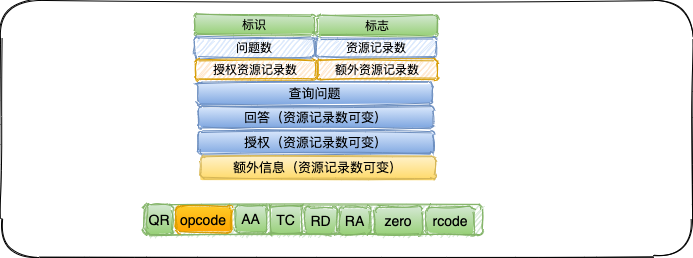 标识 标志
问题数 资源记录数
授权资源记录数 额外资源记录数
查询问题
回答（资源记录数可变）
授权（资源记录数可变）
额外信息（资源记录数可变）
QR opcode AA TC RD RA zero rcode